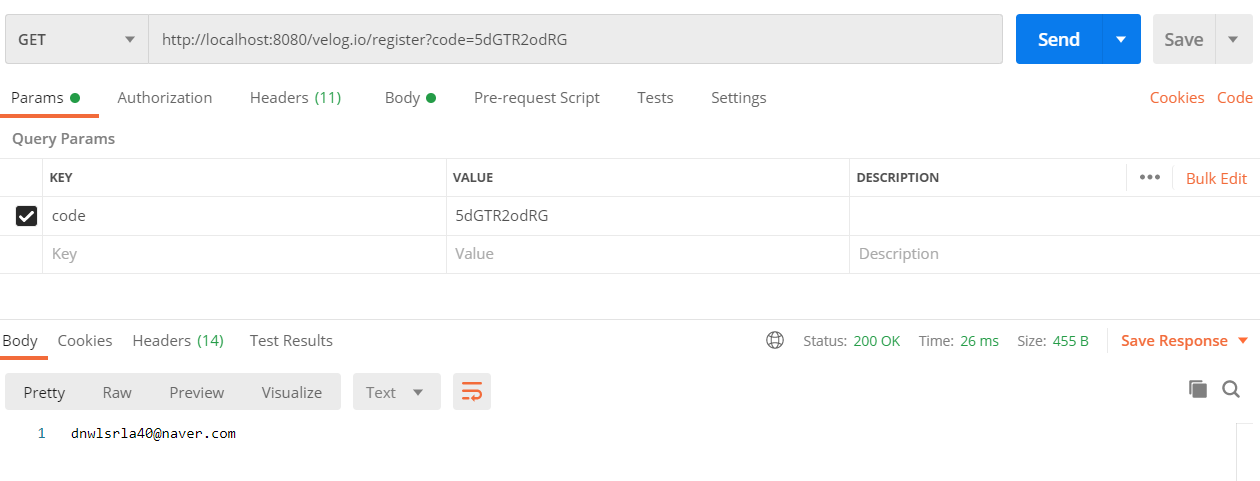 GET http://localhost:8080/velog.io/register?code=5dGTR2odRG Send Save
Params Authorization Headers (11) Body Pre-request Script Tests Settings Cookies Code
Query Params
KEY VALUE DESCRIPTION ••• Bulk Edit
code 5dGTR2odRG
Key Value Description
Body Cookies Headers (14) Test Results Status: 200 OK Time: 26 ms Size: 455 B Save Response
Pretty Raw Preview Visualize Text
1 dnwlsrla40@naver.com